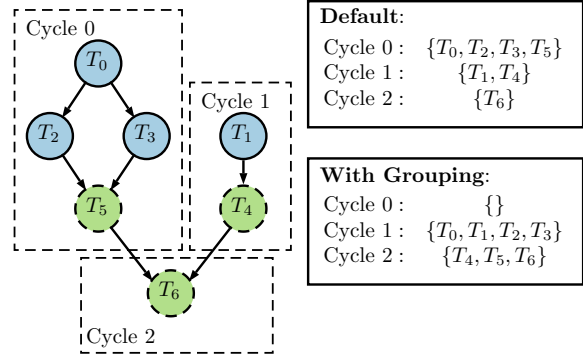 Cycle 0
T0
Cycle 1
T2
T3
T1
T5
T4
T6
Cycle 2
Default:
Cycle 0 : {T0, T2, T3, T5}
Cycle 1 : {T1, T4}
Cycle 2 : {T6}
With Grouping:
Cycle 0 : {}
Cycle 1 : {T0, T1, T2, T3}
Cycle 2 : {T4, T5, T6}